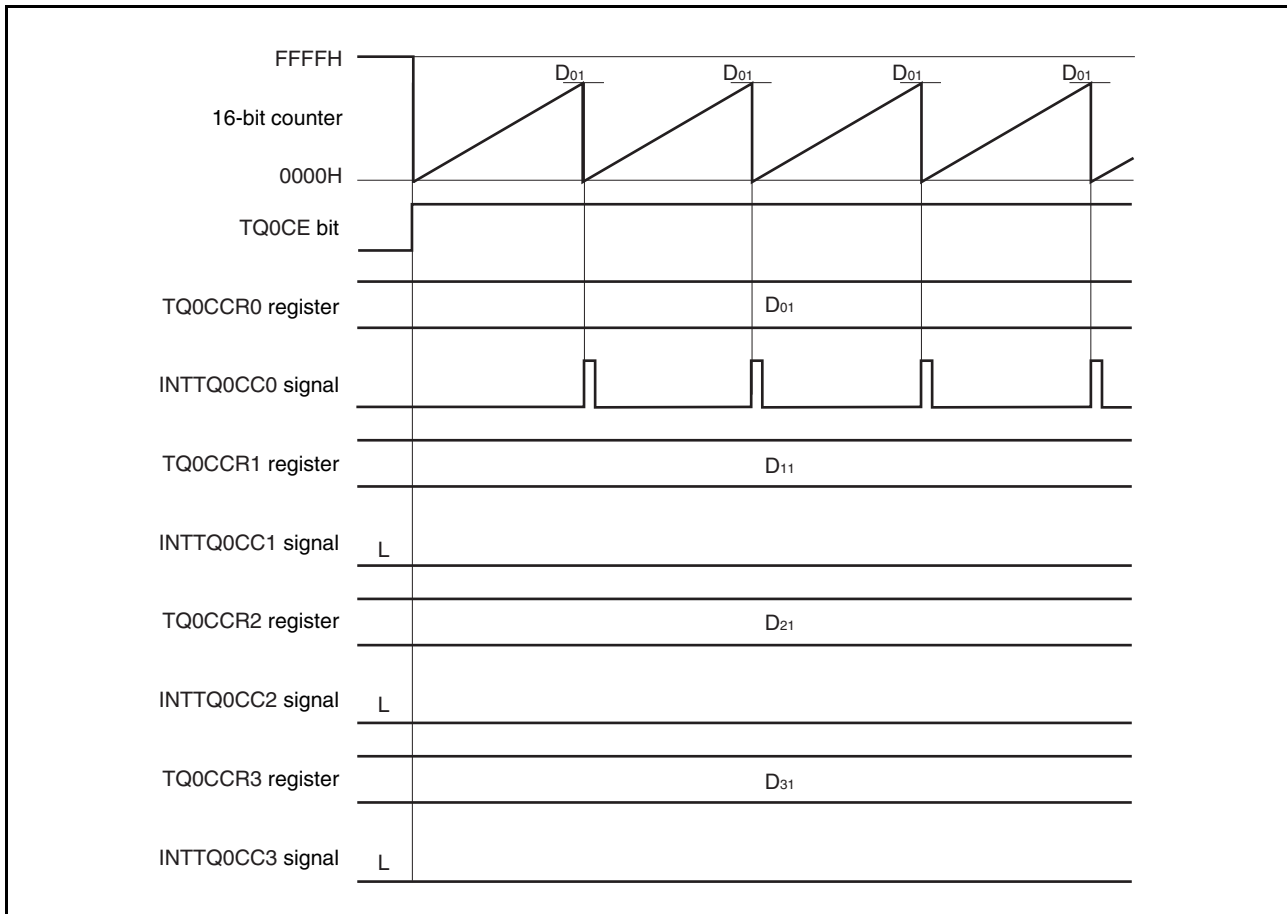 FFFFH
D01 D01 D01 D01
16-bit counter
0000H
TQ0CE bit
TQ0CCR0 register D01
INTTQ0CC0 signal
TQ0CCR1 register D11
INTTQ0CC1 signal L
TQ0CCR2 register D21
INTTQ0CC2 signal L
TQ0CCR3 register D31
INTTQ0CC3 signal L